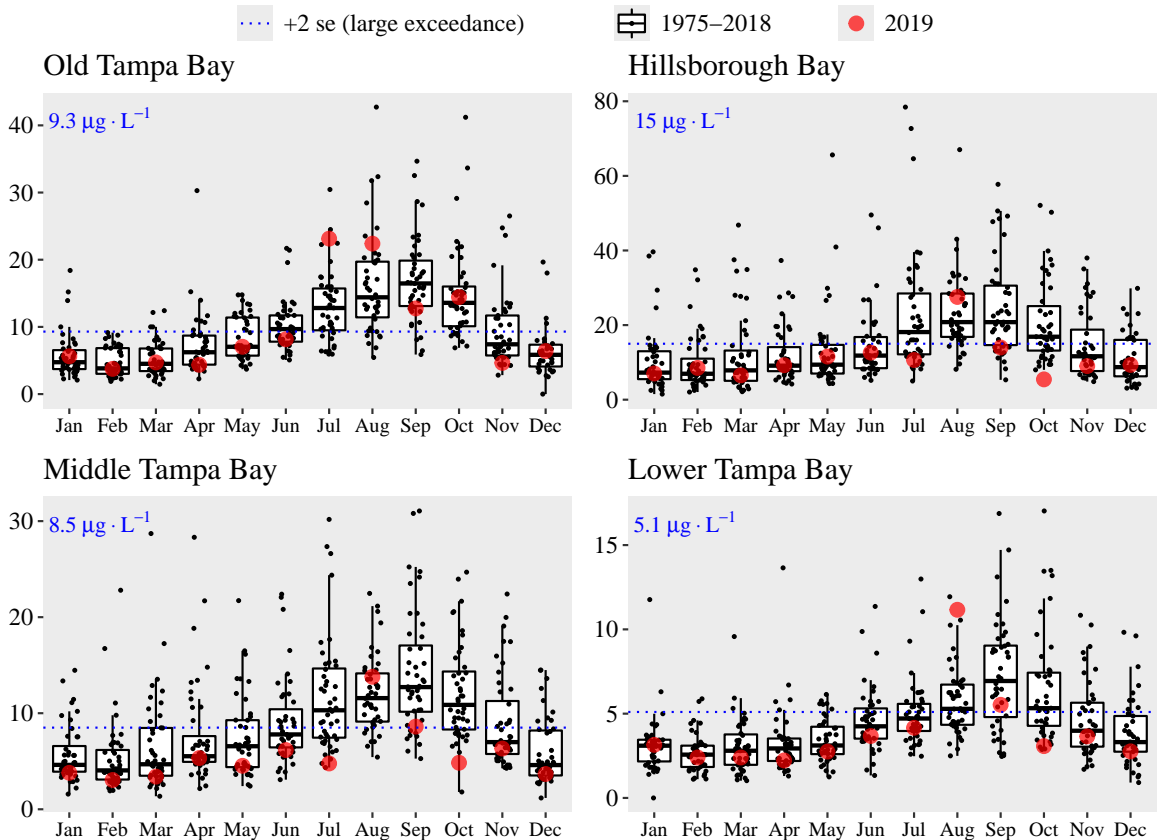 +2 se (large exceedance) 1975–2018 2019
Old Tampa Bay
9.3 μg · L⁻¹
40
30
20
10
0
Jan Feb Mar Apr May Jun Jul Aug Sep Oct Nov Dec
Hillsborough Bay
15 μg · L⁻¹
80
60
40
20
0
Jan Feb Mar Apr May Jun Jul Aug Sep Oct Nov Dec
Middle Tampa Bay
8.5 μg · L⁻¹
30
20
10
0
Jan Feb Mar Apr May Jun Jul Aug Sep Oct Nov Dec
Lower Tampa Bay
5.1 μg · L⁻¹
15
10
5
0
Jan Feb Mar Apr May Jun Jul Aug Sep Oct Nov Dec